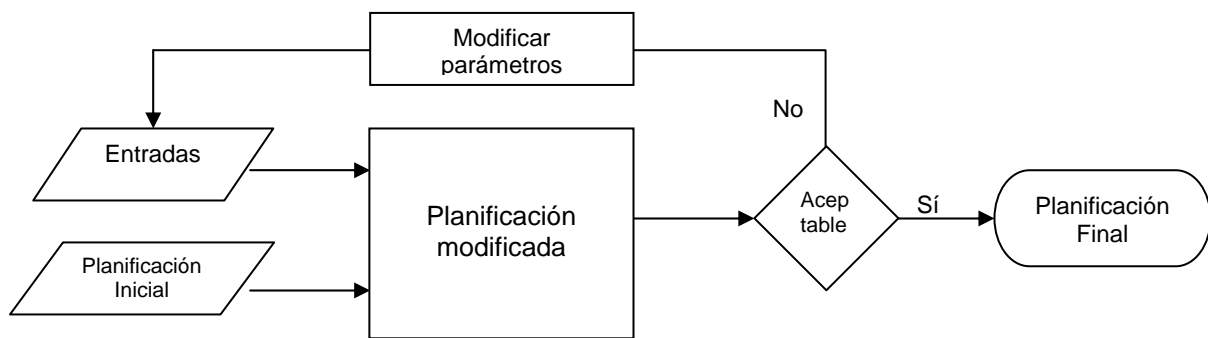 Modificar
parámetros
No
Entradas
Planificación
modificada
Acep
table
Sí
Planificación
Final
Planificación
Inicial